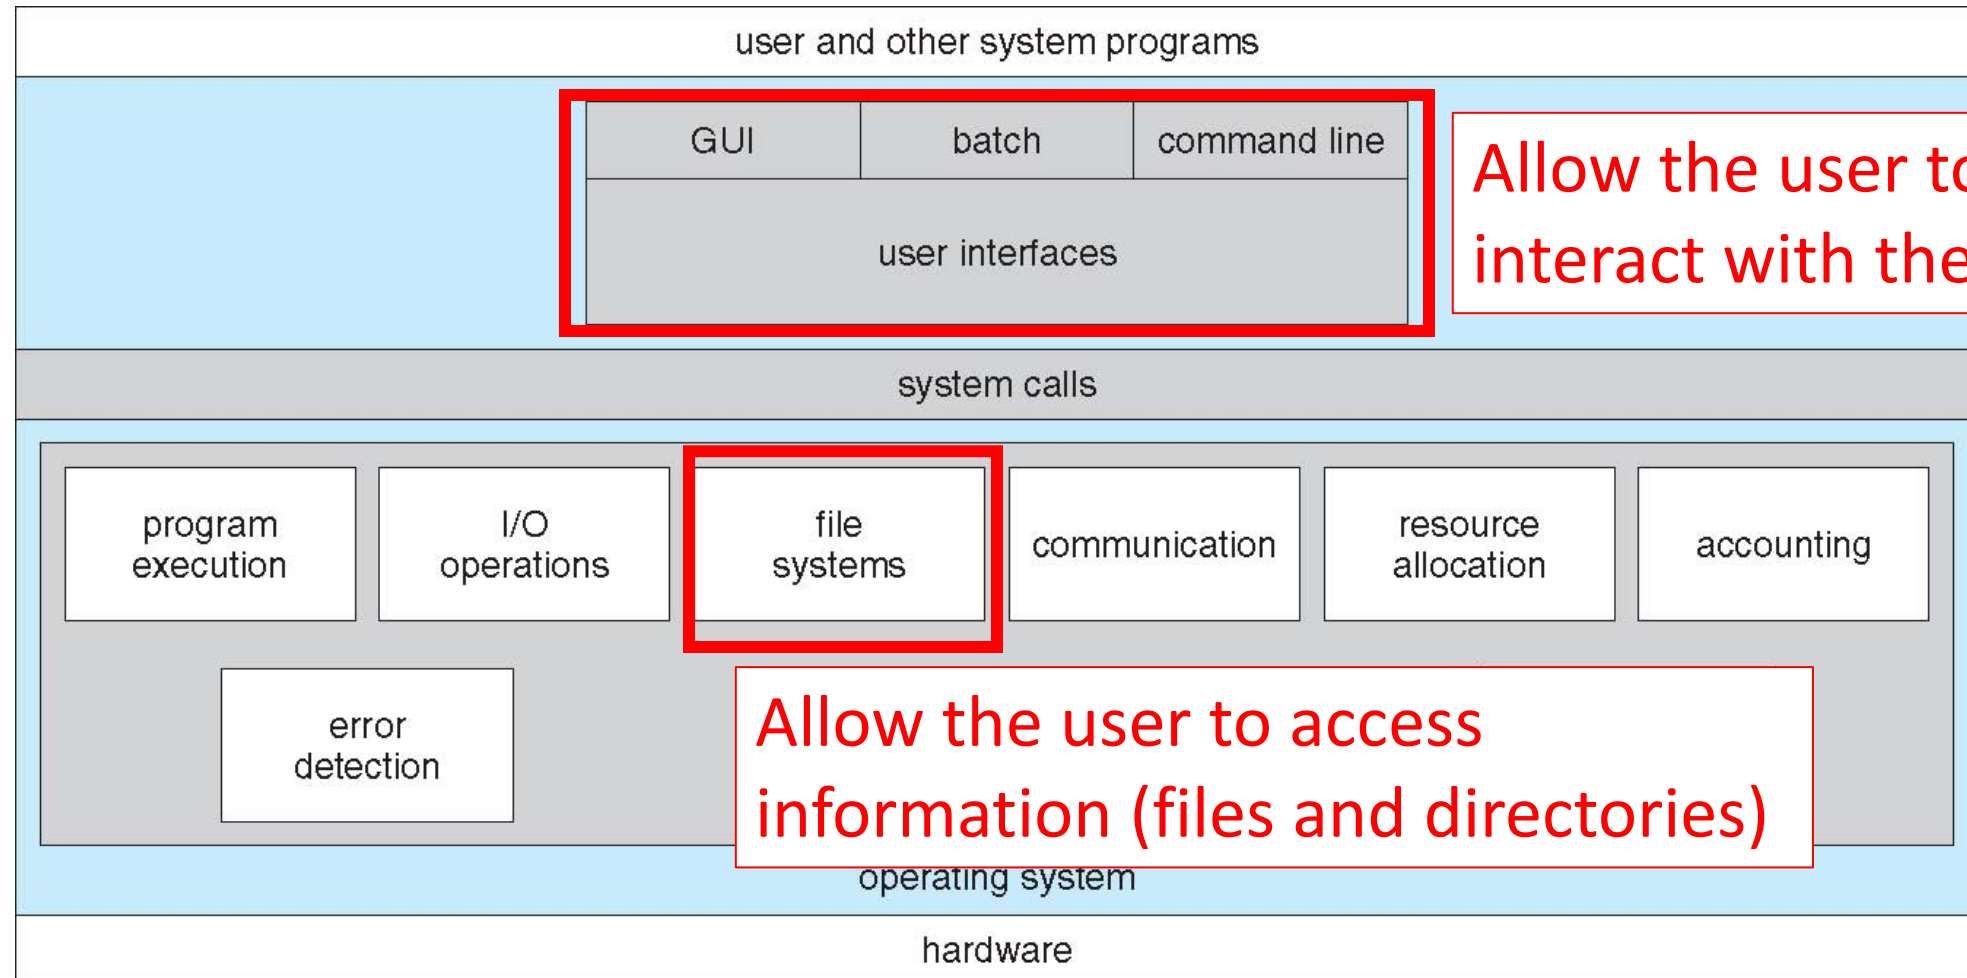 user and other system programs
GUI
batch
command line
user interfaces
Allow the user to
interact with the
system calls
program
execution
I/O
operations
file
systems
communication
resource
allocation
accounting
error
detection
Allow the user to access
information (files and directories)
operating system
hardware